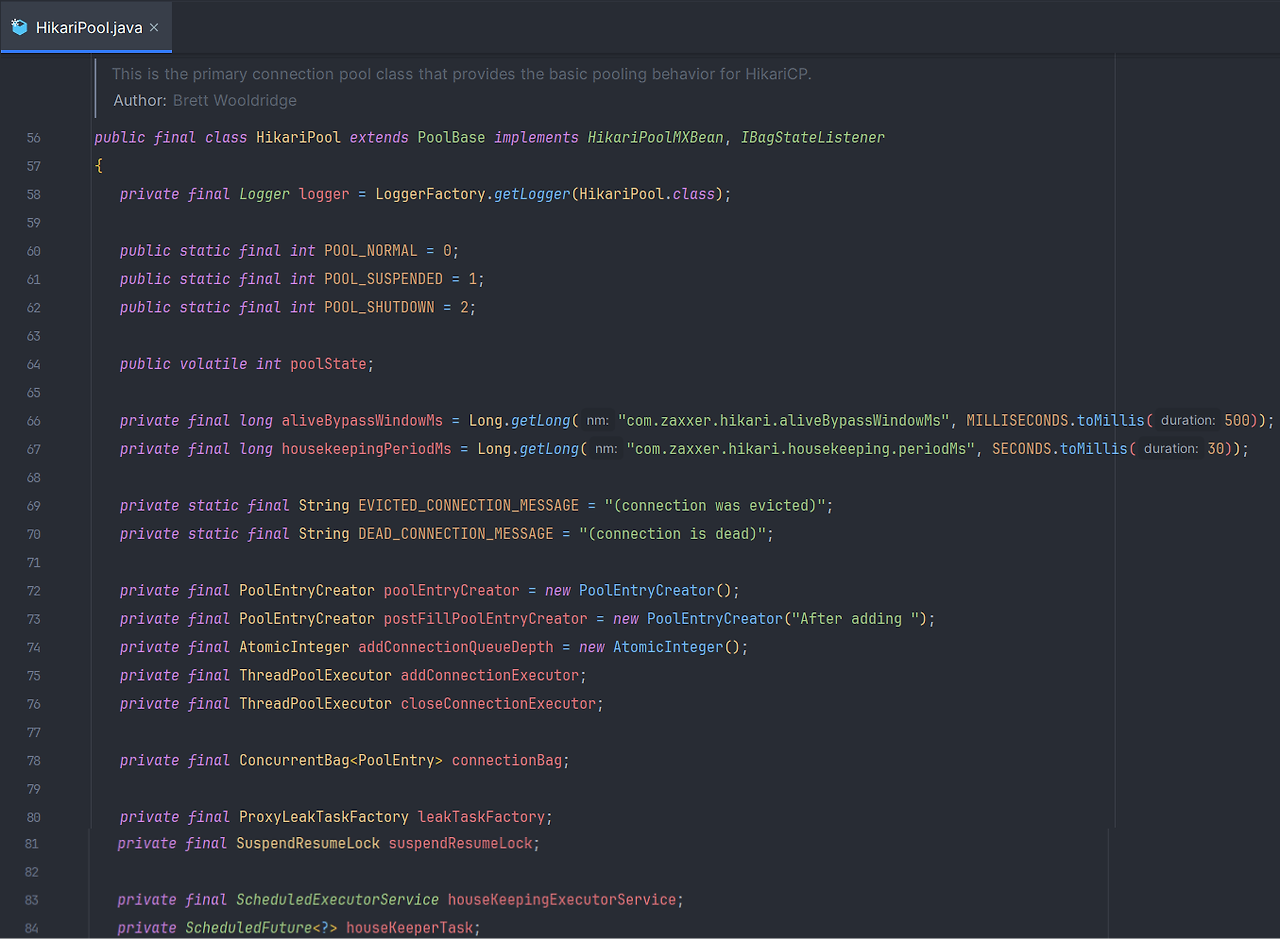 HikariPool.java ×
This is the primary connection pool class that provides the basic pooling behavior for HikariCP.
Author: Brett Wooldridge
56 public final class HikariPool extends PoolBase implements HikariPoolMXBean, IBagStateListener
57 {
58 private final Logger logger = LoggerFactory.getLogger(HikariPool.class);
59
60 public static final int POOL_NORMAL = 0;
61 public static final int POOL_SUSPENDED = 1;
62 public static final int POOL_SHUTDOWN = 2;
63
64 public volatile int poolState;
65
66 private final long aliveBypassWindowMs = Long.getLong( nm: "com.zaxxer.hikari.aliveBypassWindowMs", MILLISECONDS.toMillis( duration: 500));
67 private final long housekeepingPeriodMs = Long.getLong( nm: "com.zaxxer.hikari.housekeeping.periodMs", SECONDS.toMillis( duration: 30));
68
69 private static final String EVICTED_CONNECTION_MESSAGE = "(connection was evicted)";
70 private static final String DEAD_CONNECTION_MESSAGE = "(connection is dead)";
71
72 private final PoolEntryCreator poolEntryCreator = new PoolEntryCreator();
73 private final PoolEntryCreator postFillPoolEntryCreator = new PoolEntryCreator("After adding ");
74 private final AtomicInteger addConnectionQueueDepth = new AtomicInteger();
75 private final ThreadPoolExecutor addConnectionExecutor;
76 private final ThreadPoolExecutor closeConnectionExecutor;
77
78 private final ConcurrentBag<PoolEntry> connectionBag;
79
80 private final ProxyLeakTaskFactory leakTaskFactory;
81 private final SuspendResumeLock suspendResumeLock;
82
83 private final ScheduledExecutorService houseKeepingExecutorService;
84 private ScheduledFuture<?> houseKeeperTask;